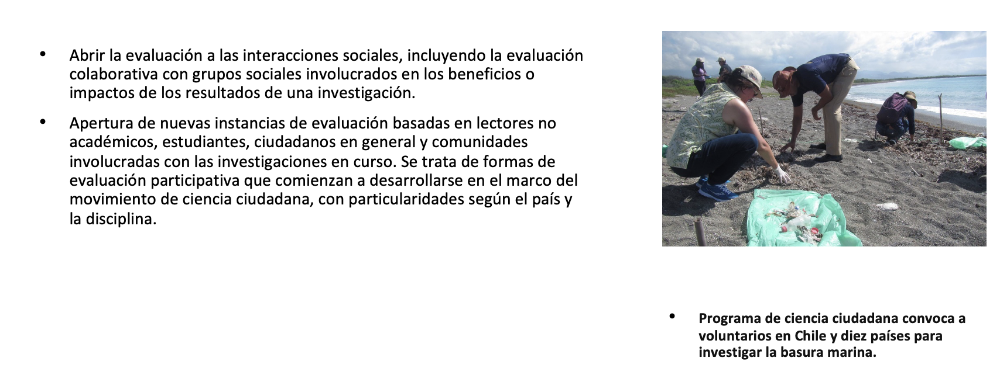 • Abrir la evaluación a las interacciones sociales, incluyendo la evaluación
colaborativa con grupos sociales involucrados en los beneficios o
impactos de los resultados de una investigación.
• Apertura de nuevas instancias de evaluación basadas en lectores no
académicos, estudiantes, ciudadanos en general y comunidades
involucradas con las investigaciones en curso. Se trata de formas de
evaluación participativa que comienzan a desarrollarse en el marco del
movimiento de ciencia ciudadana, con particularidades según el país y
la disciplina.
• Programa de ciencia ciudadana convoca a
voluntarios en Chile y diez países para
investigar la basura marina.